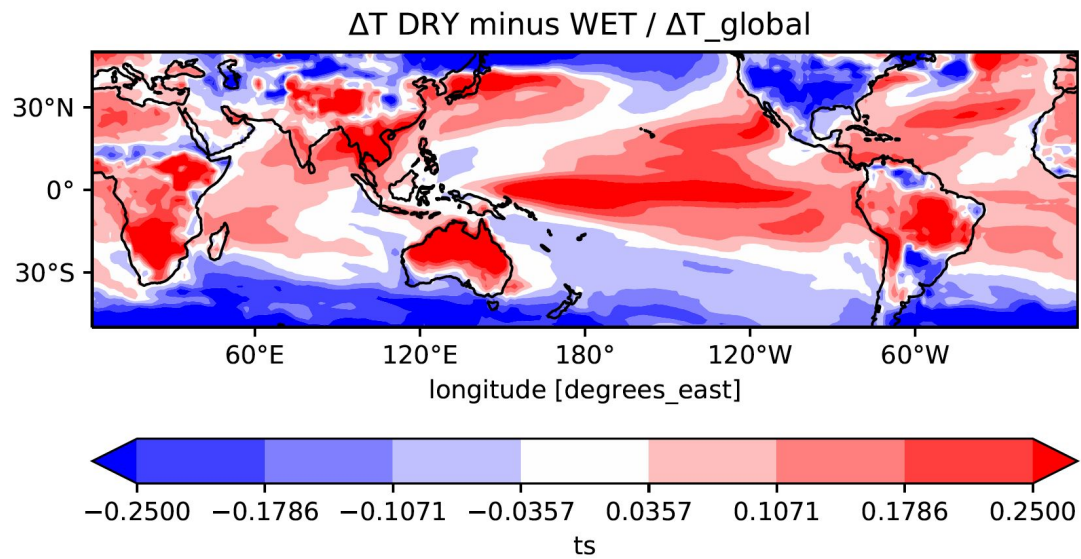 ΔT DRY minus WET / ΔT_global
30°N
0°
30°S
60°E 120°E 180° 120°W 60°W
longitude [degrees_east]
−0.2500 −0.1786 −0.1071 −0.0357 0.0357 0.1071 0.1786 0.2500
ts